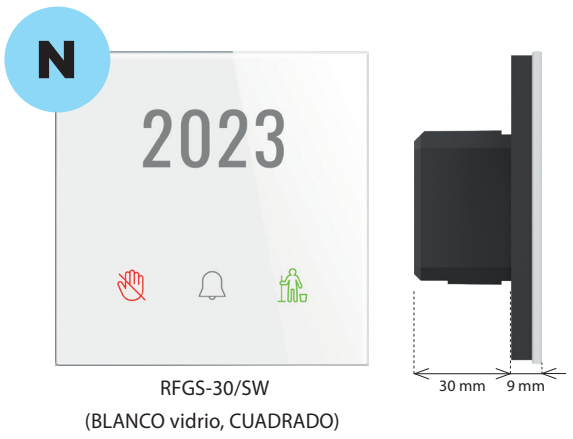 N
2023
30 mm
9 mm
RFGS-30/SW
(BLANCO vidrio, CUADRADO)